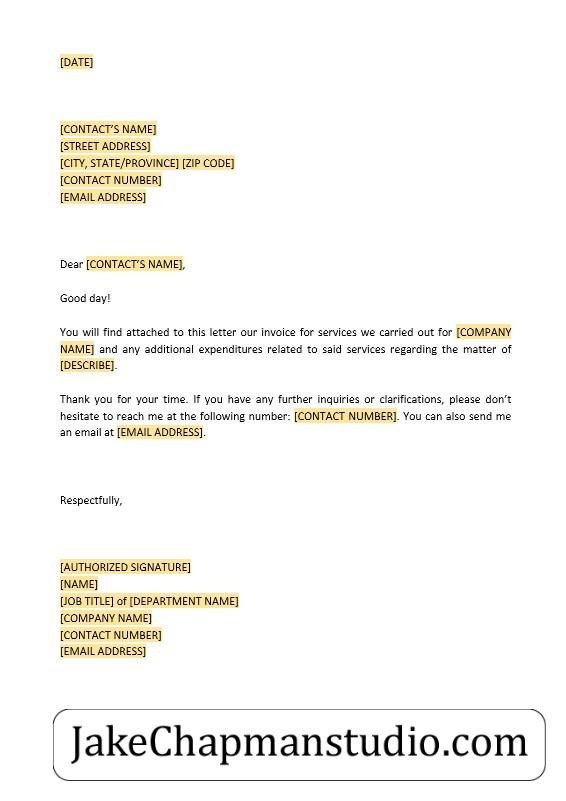 [DATE]
[CONTACT’S NAME]
[STREET ADDRESS]
[CITY, STATE/PROVINCE] [ZIP CODE]
[CONTACT NUMBER]
[EMAIL ADDRESS]
Dear [CONTACT’S NAME],
Good day!
You will find attached to this letter our invoice for services we carried out for [COMPANY
NAME] and any additional expenditures related to said services regarding the matter of
[DESCRIBE].
Thank you for your time. If you have any further inquiries or clarifications, please don’t
hesitate to reach me at the following number: [CONTACT NUMBER]. You can also send me
an email at [EMAIL ADDRESS].
Respectfully,
[AUTHORIZED SIGNATURE]
[NAME]
[JOB TITLE] of [DEPARTMENT NAME]
[COMPANY NAME]
[CONTACT NUMBER]
[EMAIL ADDRESS]
JakeChapmanstudio.com